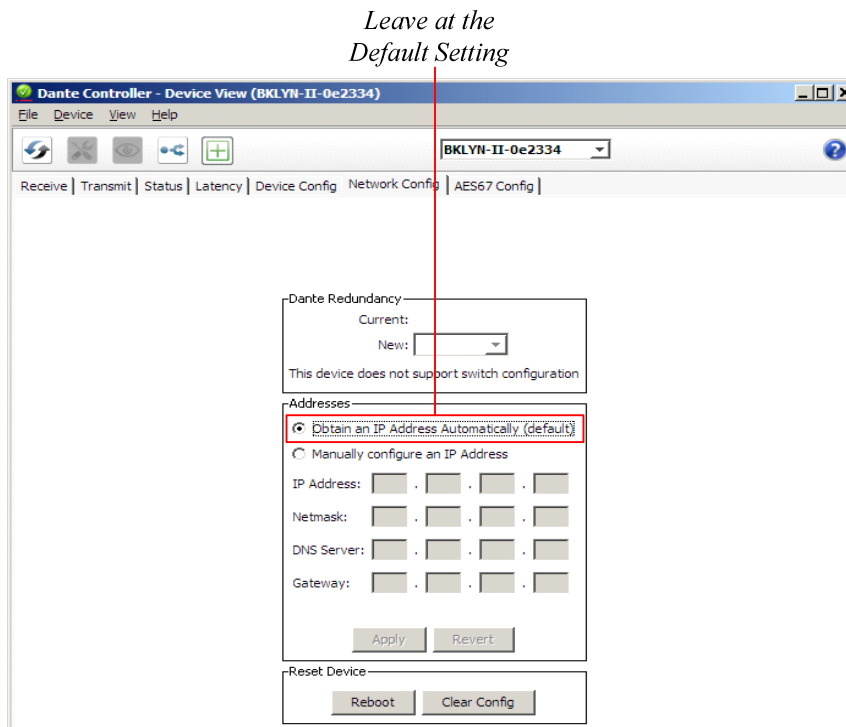 Leave at the
Default Setting
Dante Controller - Device View (BKLYN-II-0e2334)
File Device View Help
BKLYN-II-0e2334
Receive Transmit Status Latency Device Config Network Config AES67 Config
Dante Redundancy
Current:
New:
This device does not support switch configuration
Addresses
Obtain an IP Address Automatically (default)
Manually configure an IP Address
IP Address: . . .
Netmask: . . .
DNS Server: . . .
Gateway: . . .
Apply Revert
Reset Device
Reboot Clear Config